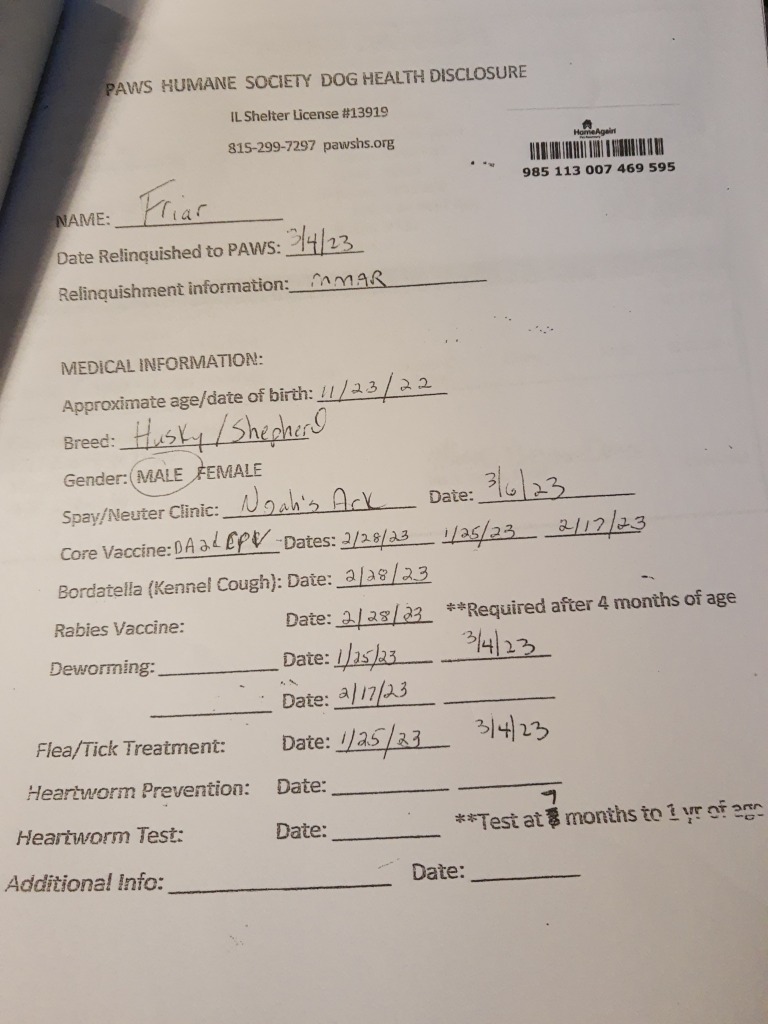 PAWS HUMANE SOCIETY DOG HEALTH DISCLOSURE
IL Shelter License #13919
815-299-7297 pawshs.org
HomeAgain
985 113 007 469 595
NAME: Friar
Date Relinquished to PAWS: 3/4/23
Relinquishment information: MMAR
MEDICAL INFORMATION:
Approximate age/date of birth: 11/23/22
Breed: Husky/Shepherd
Gender: MALE FEMALE
Spay/Neuter Clinic: Noah's Ark Date: 3/6/23
Core Vaccine: DA2LCPV Dates: 2/28/23 1/25/23 2/17/23
Bordatella (Kennel Cough): Date: 2/28/23
Rabies Vaccine: Date: 2/28/23 **Required after 4 months of age
Deworming: Date: 1/25/23 3/4/23
Date: 2/17/23
Flea/Tick Treatment: Date: 1/25/23 3/4/23
Heartworm Prevention: Date:
Heartworm Test: Date: **Test at 7 months to 1 yr of age
Additional Info: Date: